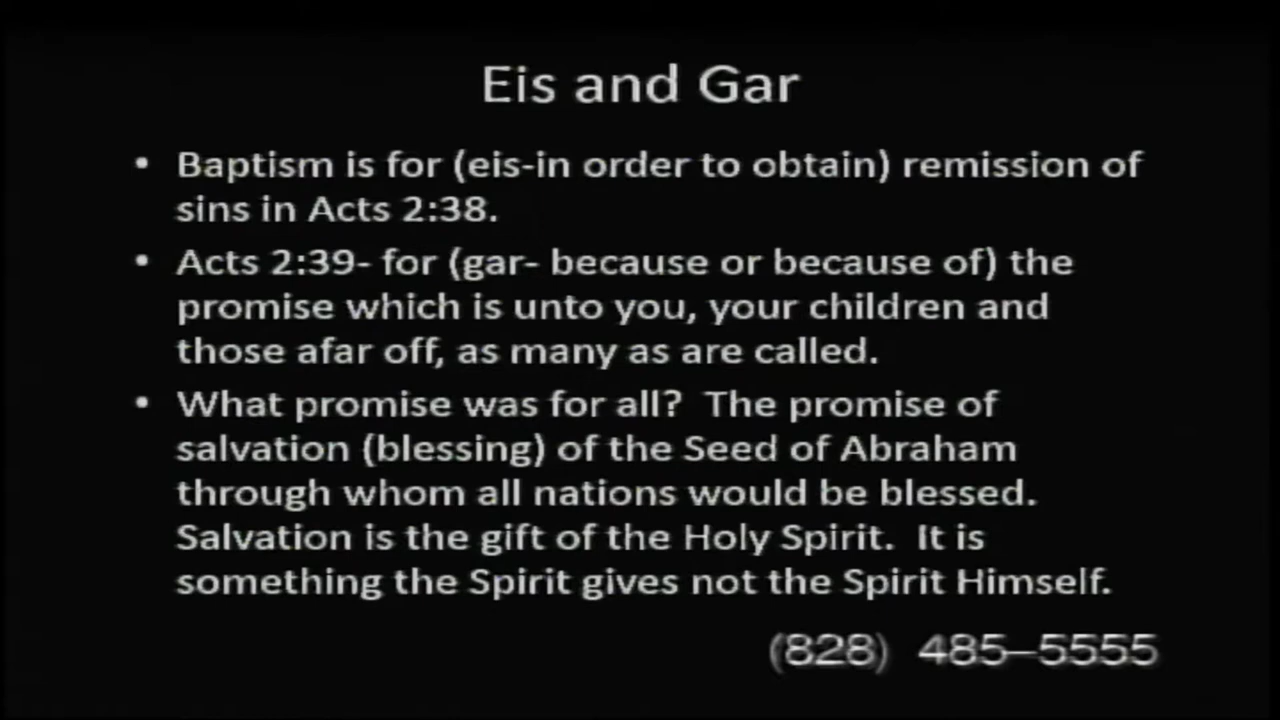 Eis and Gar
• Baptism is for (eis-in order to obtain) remission of
sins in Acts 2:38.
• Acts 2:39- for (gar- because or because of) the
promise which is unto you, your children and
those afar off, as many as are called.
• What promise was for all?  The promise of
salvation (blessing) of the Seed of Abraham
through whom all nations would be blessed.
Salvation is the gift of the Holy Spirit.  It is
something the Spirit gives not the Spirit Himself.
(828) 485–5555